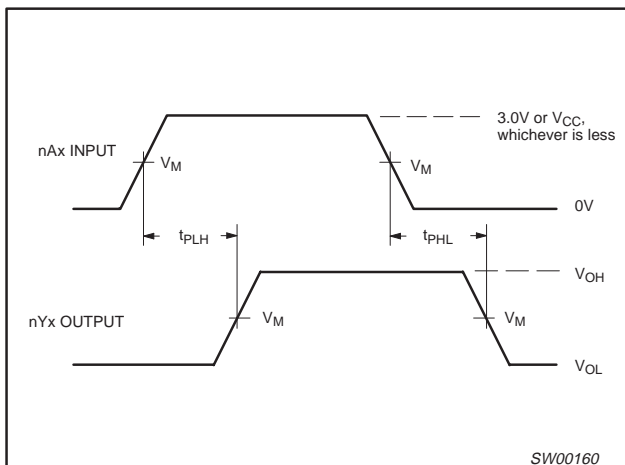 3.0V or VCC,
whichever is less
nAx INPUT
VM
VM
0V
tPLH
tPHL
VOH
nYx OUTPUT
VM
VM
VOL
SW00160